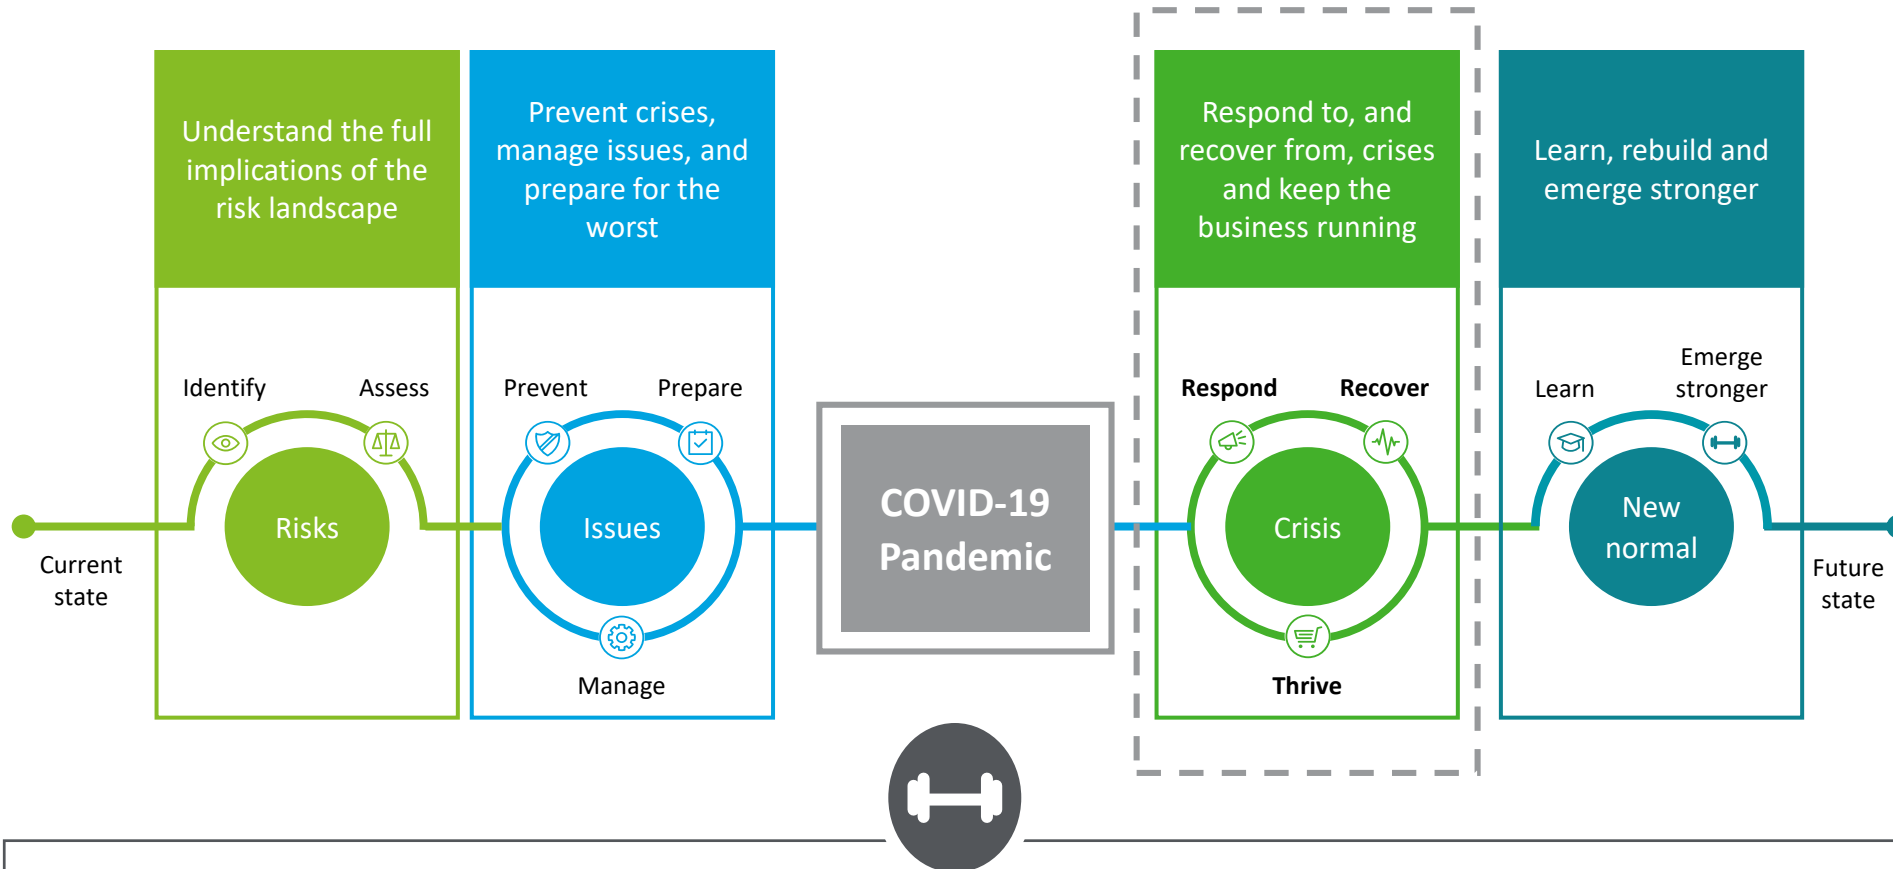 Understand the full
implications of the
risk landscape
Prevent crises,
manage issues, and
prepare for the
worst
Respond to, and
recover from, crises
and keep the
business running
Learn, rebuild and
emerge stronger
Identify
Assess
Risks
Prevent
Prepare
Issues
Manage
COVID-19
Pandemic
Respond
Recover
Crisis
Thrive
Learn
Emerge
stronger
New
normal
Current
state
Future
state